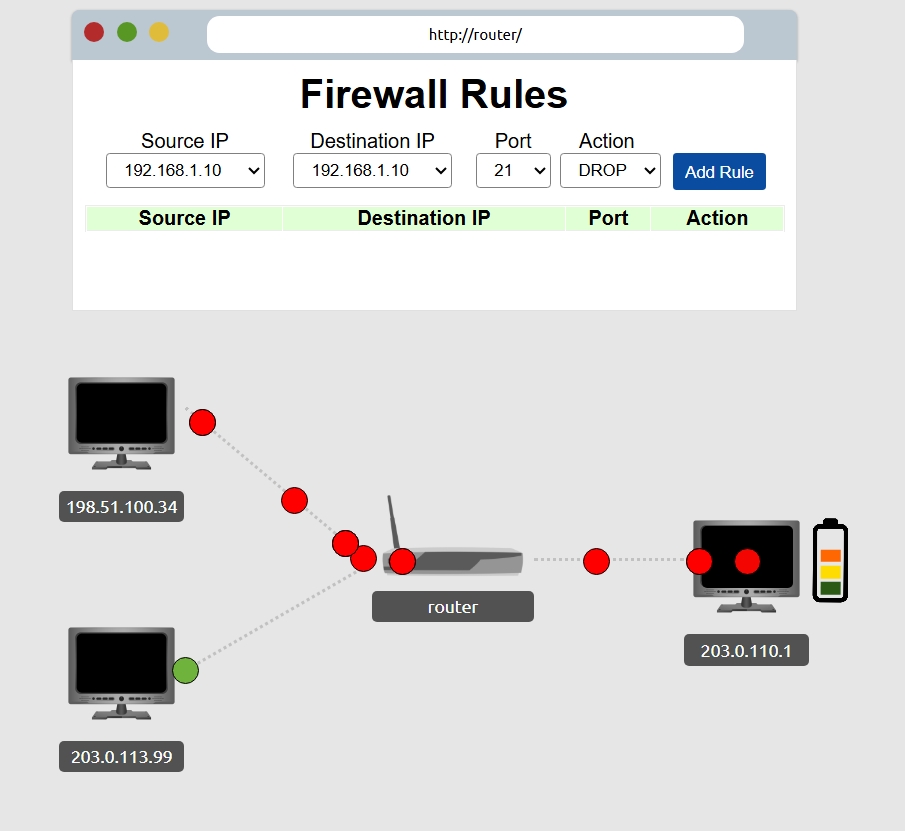 http://router/
Firewall Rules
Source IP Destination IP Port Action
192.168.1.10 192.168.1.10 21 DROP Add Rule
Source IP Destination IP Port Action
198.51.100.34
router
203.0.110.1
203.0.113.99